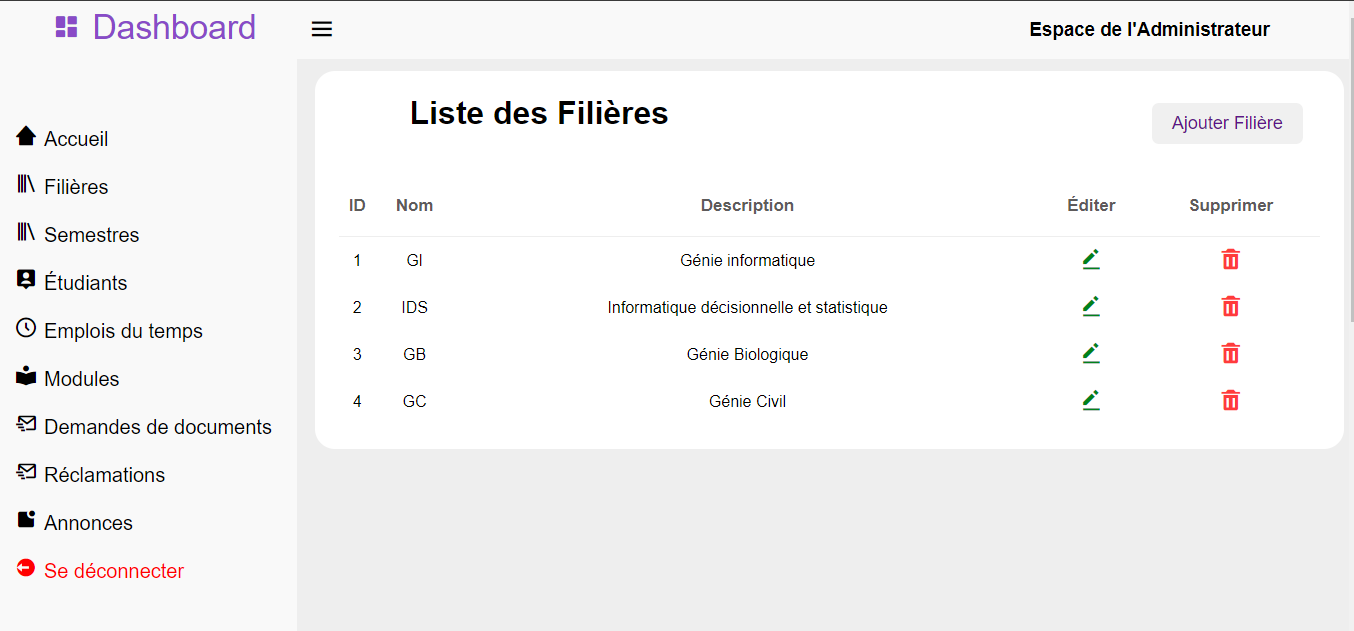 Dashboard
Espace de l'Administrateur
Accueil
Filières
Semestres
Étudiants
Emplois du temps
Modules
Demandes de documents
Réclamations
Annonces
Se déconnecter
Liste des Filières
Ajouter Filière
ID Nom Description Éditer Supprimer
1 GI Génie informatique
2 IDS Informatique décisionnelle et statistique
3 GB Génie Biologique
4 GC Génie Civil